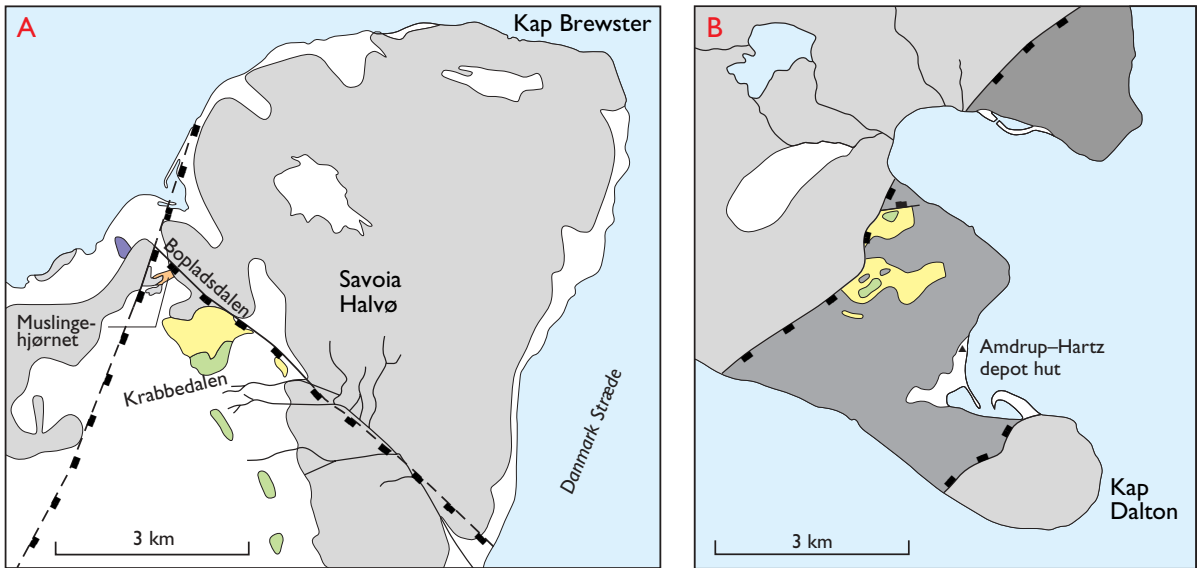 A
Kap Brewster
Bopladsdalen
Savoia
Halvø
Muslinge-
hjørnet
Krabbedalen
Danmark Stræde
3 km
B
Amdrup–Hartz
depot hut
Kap
Dalton
3 km